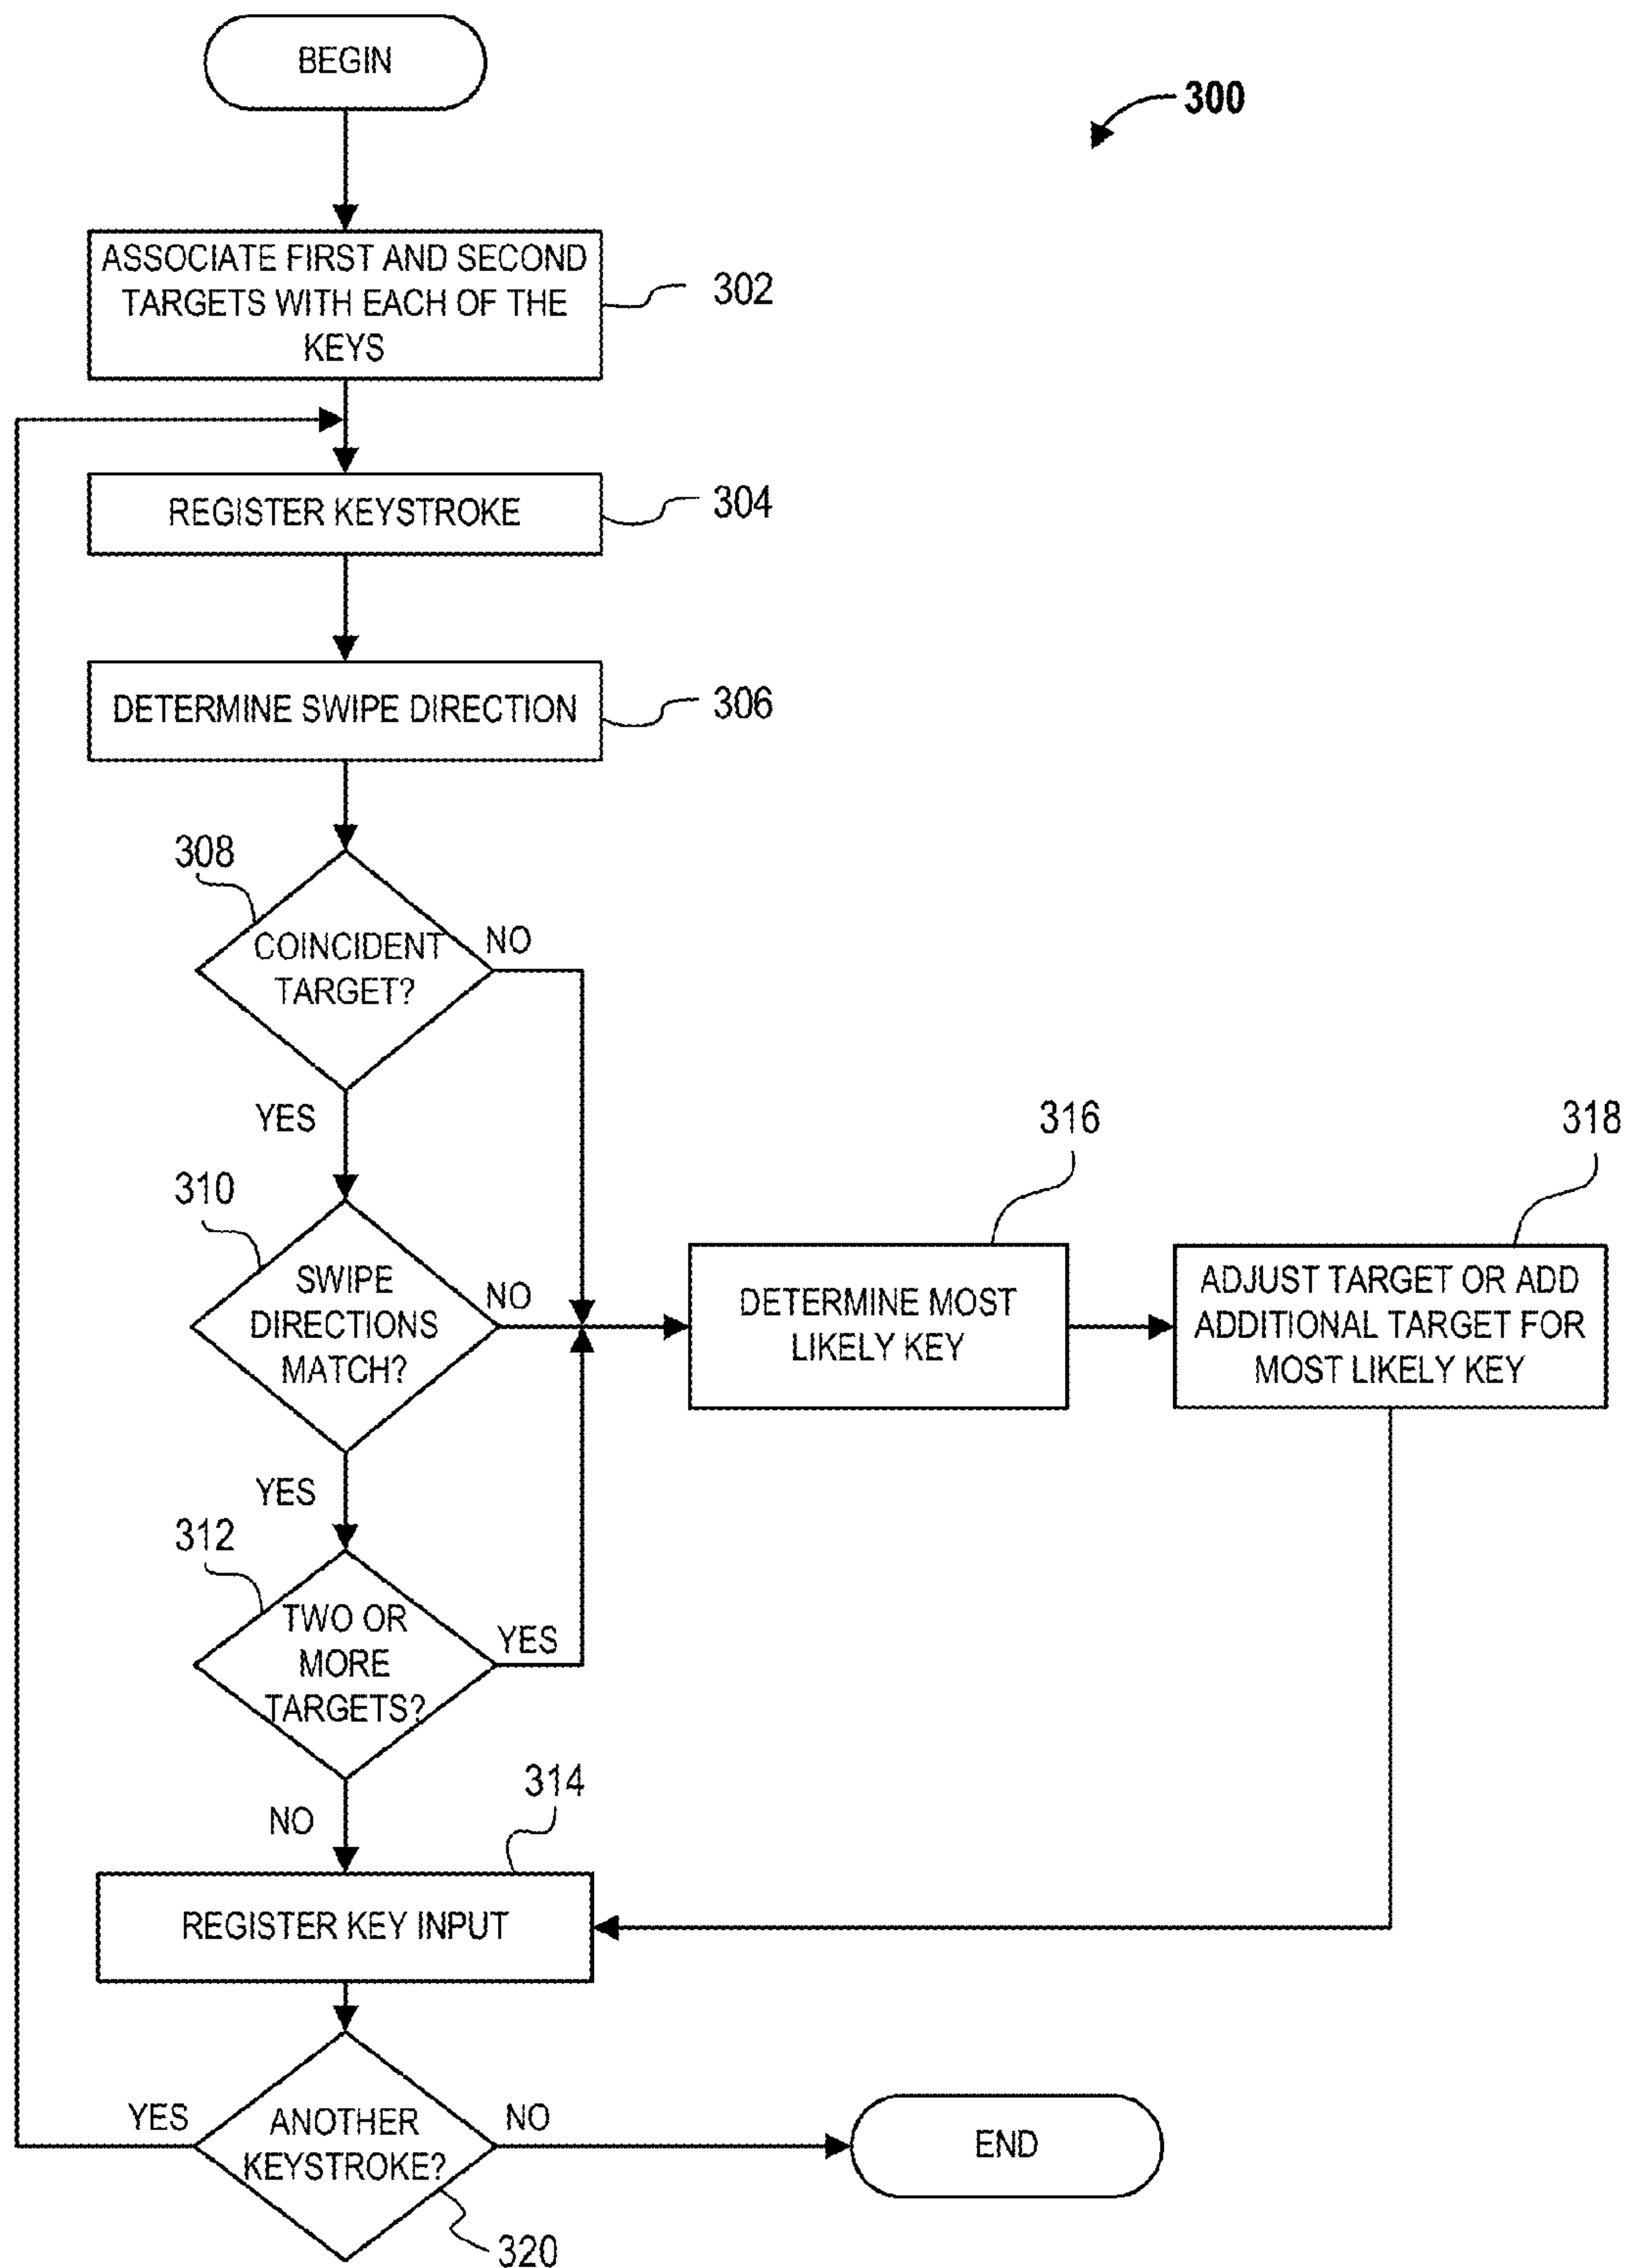 BEGIN
300
ASSOCIATE FIRST AND SECOND
TARGETS WITH EACH OF THE
KEYS
302
REGISTER KEYSTROKE
304
DETERMINE SWIPE DIRECTION
306
308
COINCIDENT
TARGET?
NO
YES
310
SWIPE
DIRECTIONS
MATCH?
NO
YES
316
DETERMINE MOST
LIKELY KEY
318
ADJUST TARGET OR ADD
ADDITIONAL TARGET FOR
MOST LIKELY KEY
312
TWO OR
MORE
TARGETS?
YES
NO
314
REGISTER KEY INPUT
YES
ANOTHER
KEYSTROKE?
NO
320
END